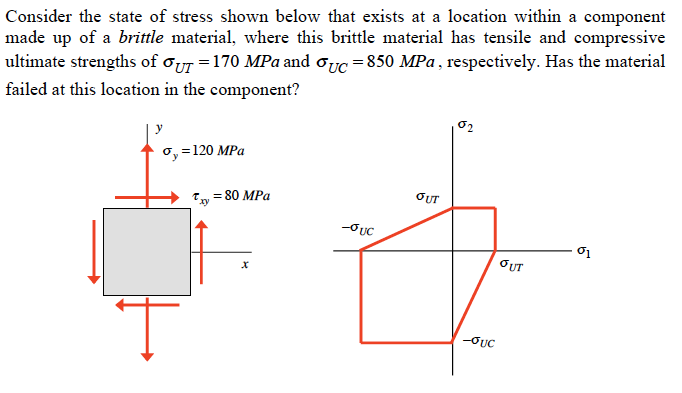 Consider the state of stress shown below that exists at a location within a component
made up of a brittle material, where this brittle material has tensile and compressive
ultimate strengths of σUT = 170 MPa and σUC = 850 MPa, respectively. Has the material
failed at this location in the component?
y
σy = 120 MPa
τxy = 80 MPa
x
σ2
σUT
−σUC
σ1
σUT
−σUC